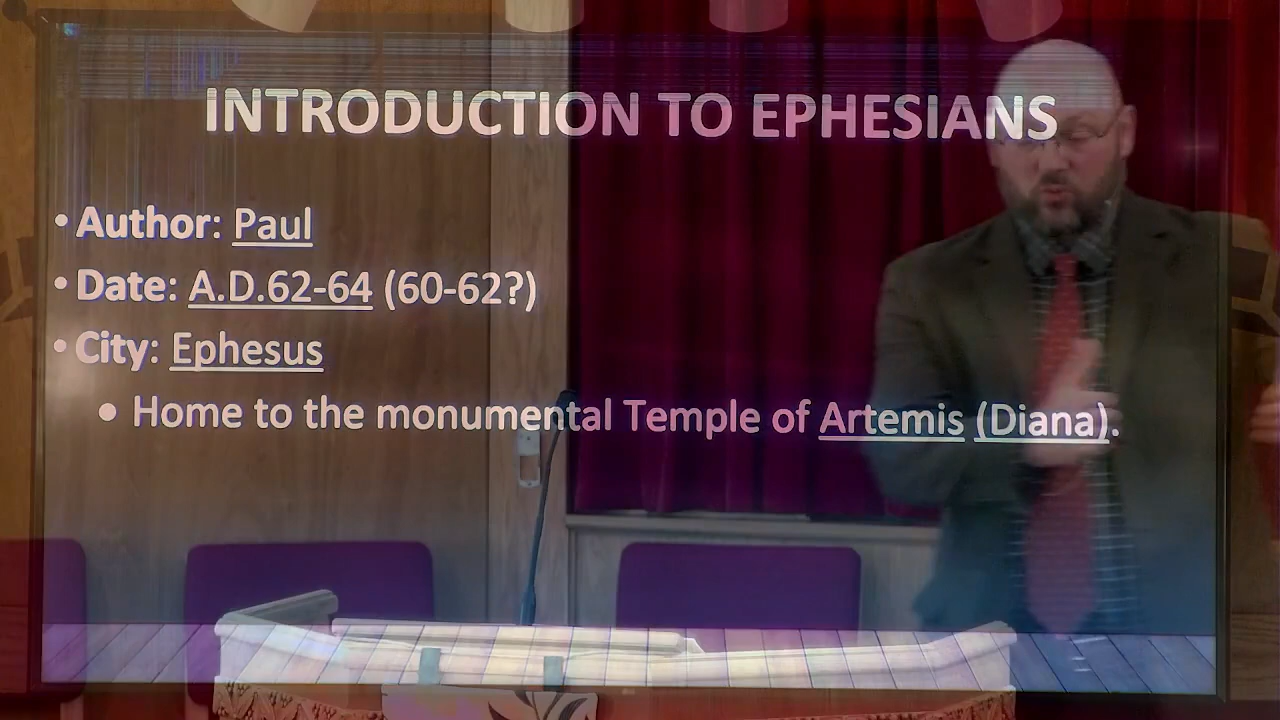 INTRODUCTION TO EPHESIANS
• Author: Paul
• Date: A.D.62-64 (60-62?)
• City: Ephesus
• Home to the monumental Temple of Artemis (Diana).